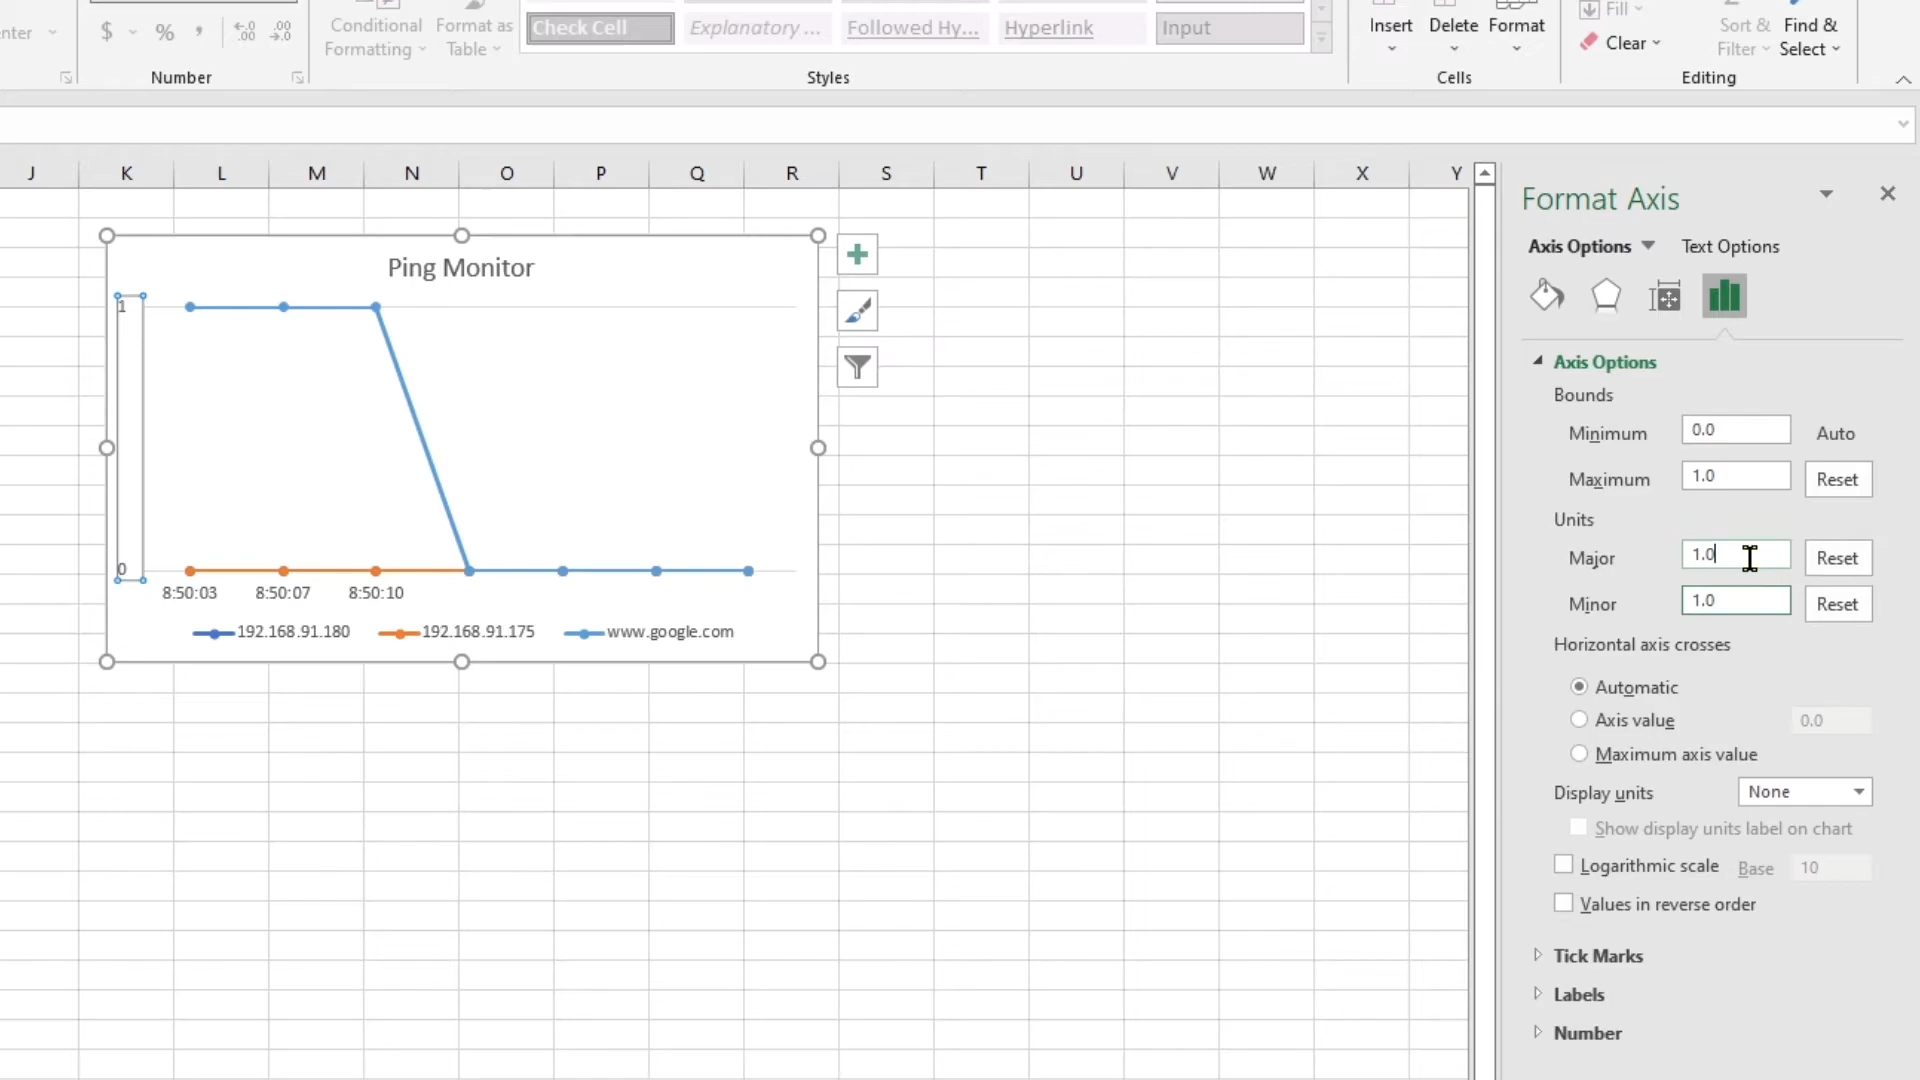 enter $ % , .00 .00
Conditional Formatting
Format as Table
Check Cell Explanatory ... Followed Hy... Hyperlink Input
Insert Delete Format
Fill
Clear
Sort & Filter
Find & Select
Number Styles Cells Editing
J K L M N O P Q R S T U V W X Y
Ping Monitor
1
0
8:50:03 8:50:07 8:50:10
192.168.91.180 192.168.91.175 www.google.com
Format Axis
Axis Options Text Options
Axis Options
Bounds
Minimum 0.0 Auto
Maximum 1.0 Reset
Units
Major 1.0 Reset
Minor 1.0 Reset
Horizontal axis crosses
Automatic
Axis value 0.0
Maximum axis value
Display units None
Show display units label on chart
Logarithmic scale Base 10
Values in reverse order
Tick Marks
Labels
Number